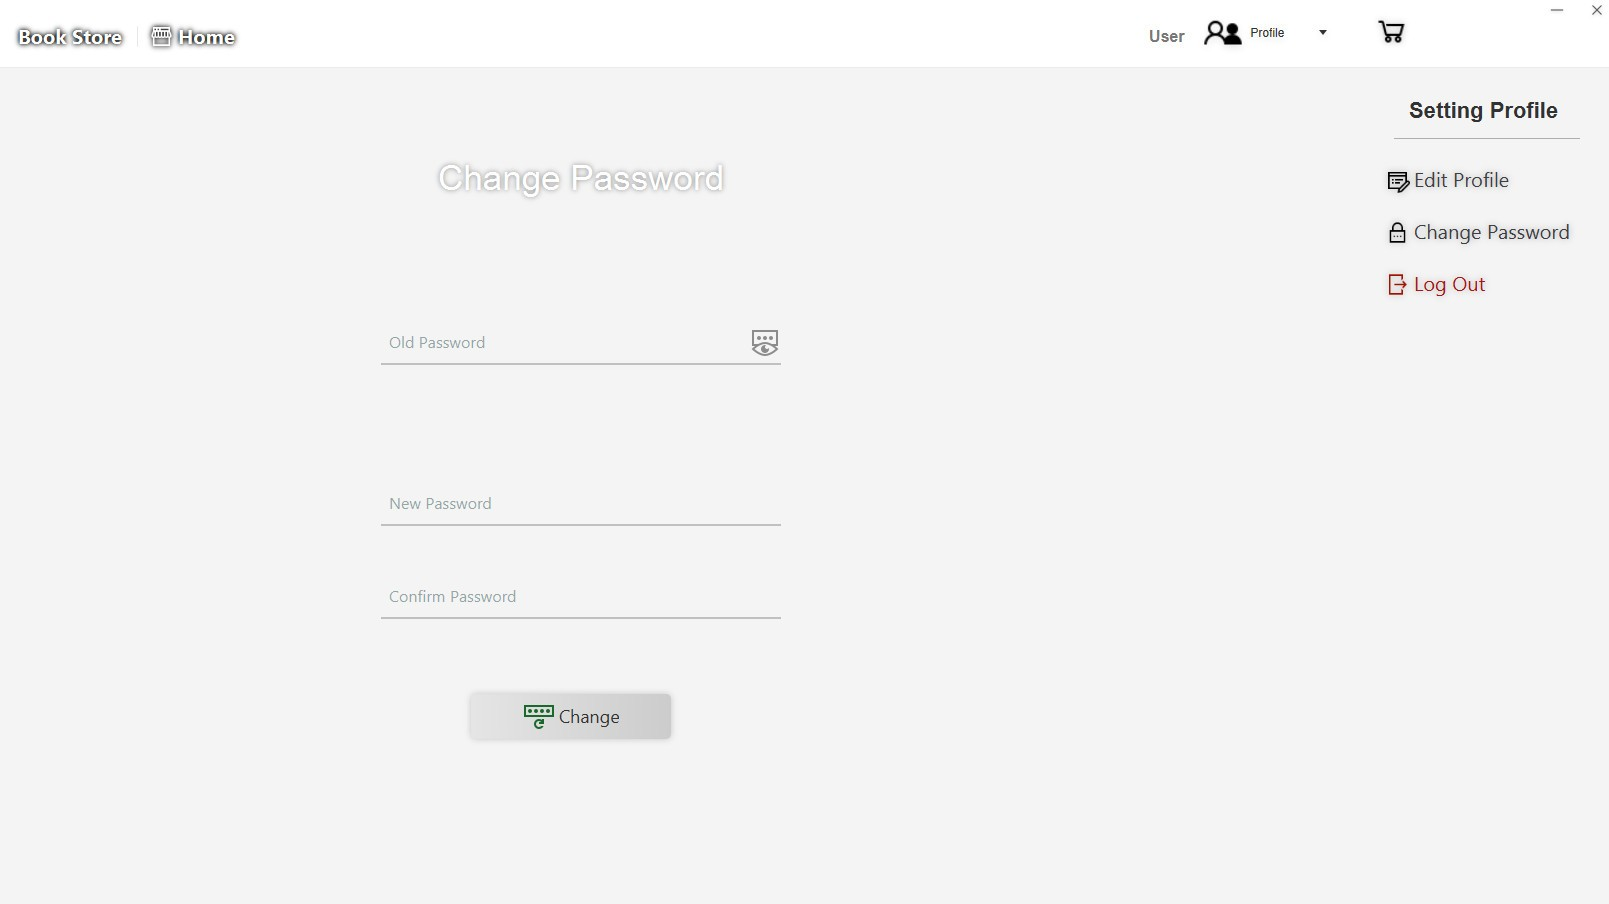 Book Store
Home
User
Profile
Setting Profile
Edit Profile
Change Password
Log Out
Change Password
Old Password
New Password
Confirm Password
Change